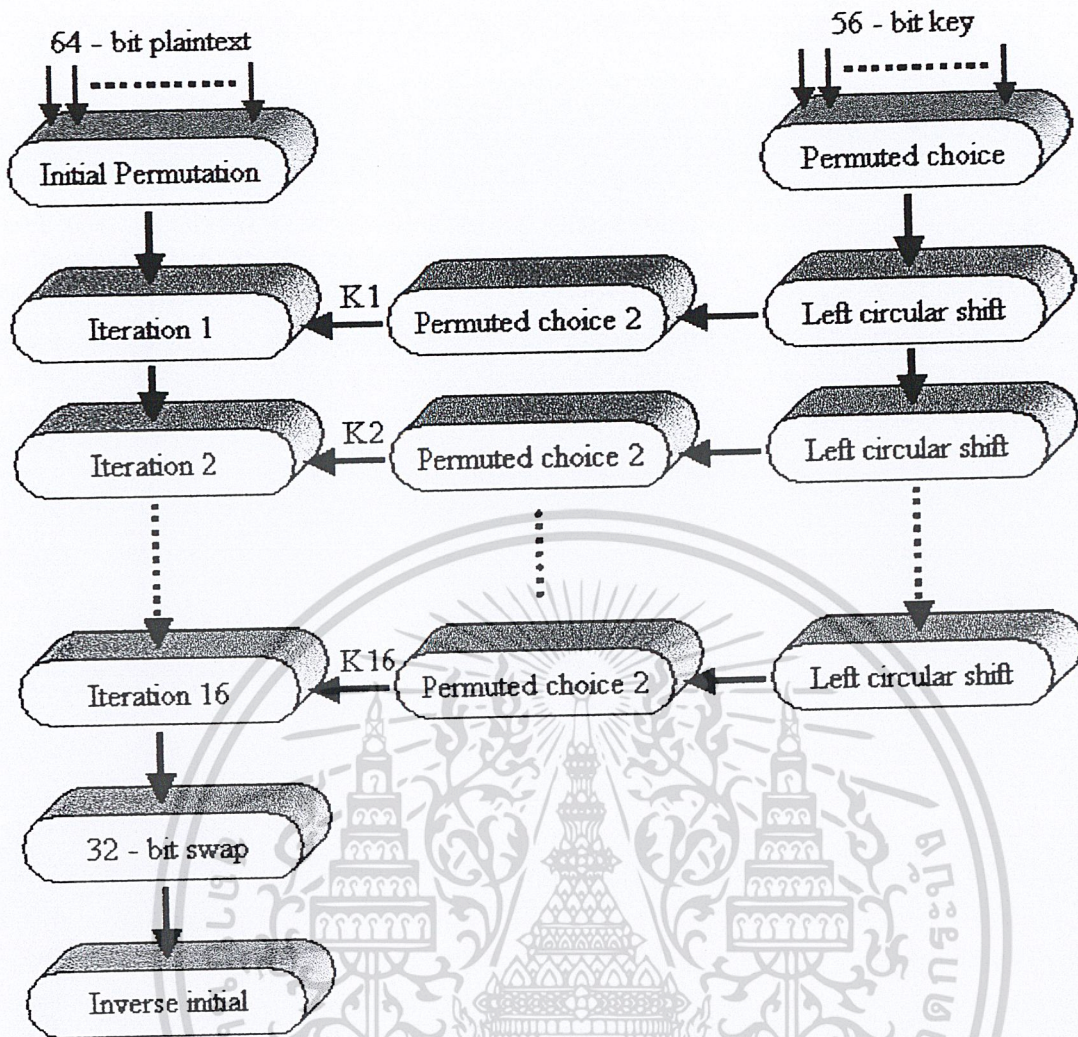 64 - bit plaintext
56 - bit key
Initial Permutation
Permuted choice
Iteration 1
K1
Permuted choice 2
Left circular shift
Iteration 2
K2
Permuted choice 2
Left circular shift
Iteration 16
K16
Permuted choice 2
Left circular shift
32 - bit swap
Inverse initial